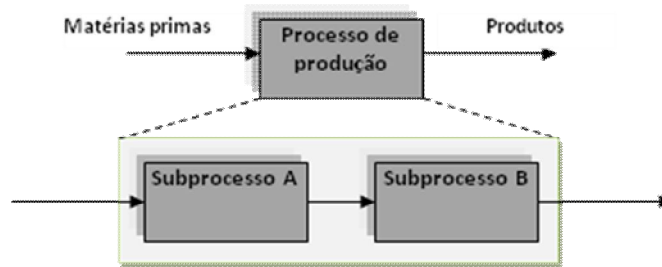 Matérias primas
Processo de
produção
Produtos
Subprocesso A
Subprocesso B